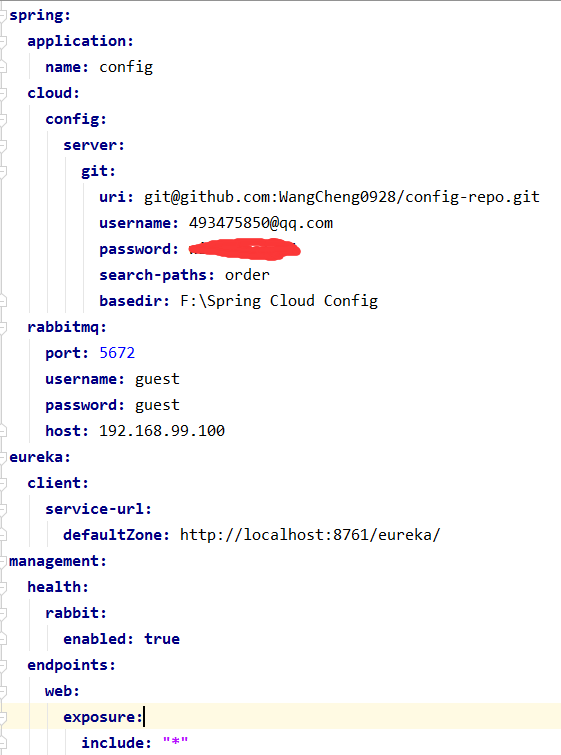 spring:
application:
name: config
cloud:
config:
server:
git:
uri: git@github.com:WangCheng0928/config-repo.git
username: 493475850@qq.com
password:
search-paths: order
basedir: F:\Spring Cloud Config
rabbitmq:
port: 5672
username: guest
password: guest
host: 192.168.99.100
eureka:
client:
service-url:
defaultZone: http://localhost:8761/eureka/
management:
health:
rabbit:
enabled: true
endpoints:
web:
exposure:
include: "*"